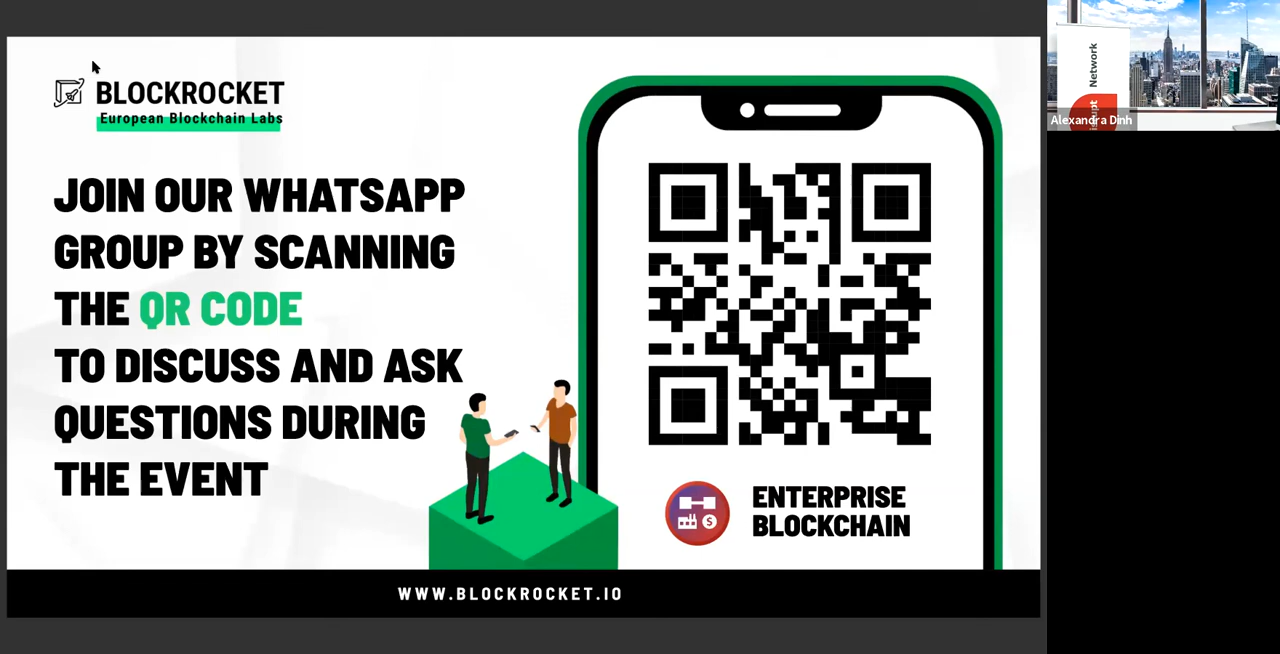 BLOCKROCKET
European Blockchain Labs
JOIN OUR WHATSAPP
GROUP BY SCANNING
THE QR CODE
TO DISCUSS AND ASK
QUESTIONS DURING
THE EVENT
ENTERPRISE
BLOCKCHAIN
$
WWW.BLOCKROCKET.IO
Network
Alexandra Dinh